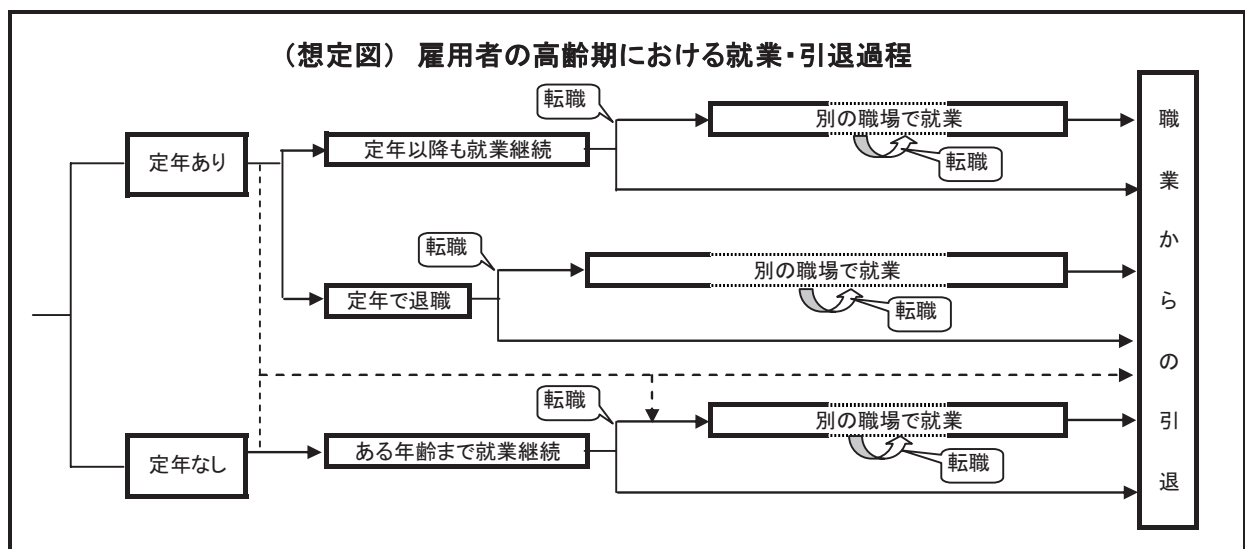 （想定図） 雇用者の高齢期における就業・引退過程
転職
別の職場で就業
転職
定年あり
定年以降も就業継続
転職
別の職場で就業
転職
定年で退職
転職
別の職場で就業
転職
定年なし
ある年齢まで就業継続
職業からの引退